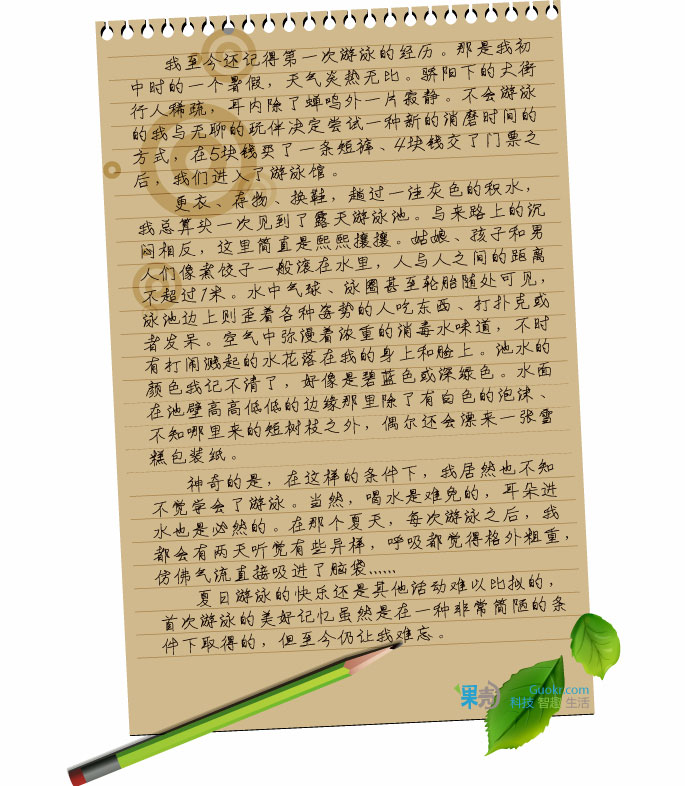 我至今还记得第一次游泳的经历。那是我初
中时的一个暑假，天气炎热无比。骄阳下的大街
行人稀疏，耳内除了蝉鸣外一片寂静。不会游泳
的我与无聊的玩伴决定尝试一种新的消磨时间的
方式，在5块钱买了一条短裤、4块钱交了门票之
后，我们进入了游泳馆。
更衣、存物、换鞋，趟过一洼灰色的积水，
我总算头一次见到了露天游泳池。与来路上的沉
闷相反，这里简直是熙熙攘攘。姑娘、孩子和男
人们像煮饺子一般滚在水里，人与人之间的距离
不超过1米。水中气球、泳圈甚至轮胎随处可见，
泳池边上则歪着各种姿势的人吃东西、打扑克或
者发呆。空气中弥漫着浓重的消毒水味道，不时
有打闹溅起的水花落在我的身上和脸上。池水的
颜色我记不清了，好像是碧蓝色或深绿色。水面
在池壁高高低低的边缘那里除了有白色的泡沫、
不知哪里来的短树枝之外，偶尔还会漂来一张雪
糕包装纸。
神奇的是，在这样的条件下，我居然也不知
不觉学会了游泳。当然，喝水是难免的，耳朵进
水也是必然的。在那个夏天，每次游泳之后，我
都会有两天听觉有些异样，呼吸都觉得格外粗重，
仿佛气流直接吸进了脑袋……
夏日游泳的快乐还是其他活动难以比拟的，
首次游泳的美好记忆虽然是在一种非常简陋的条
件下取得的，但至今仍让我难忘。
果壳 Guokr.com
科技 智趣 生活